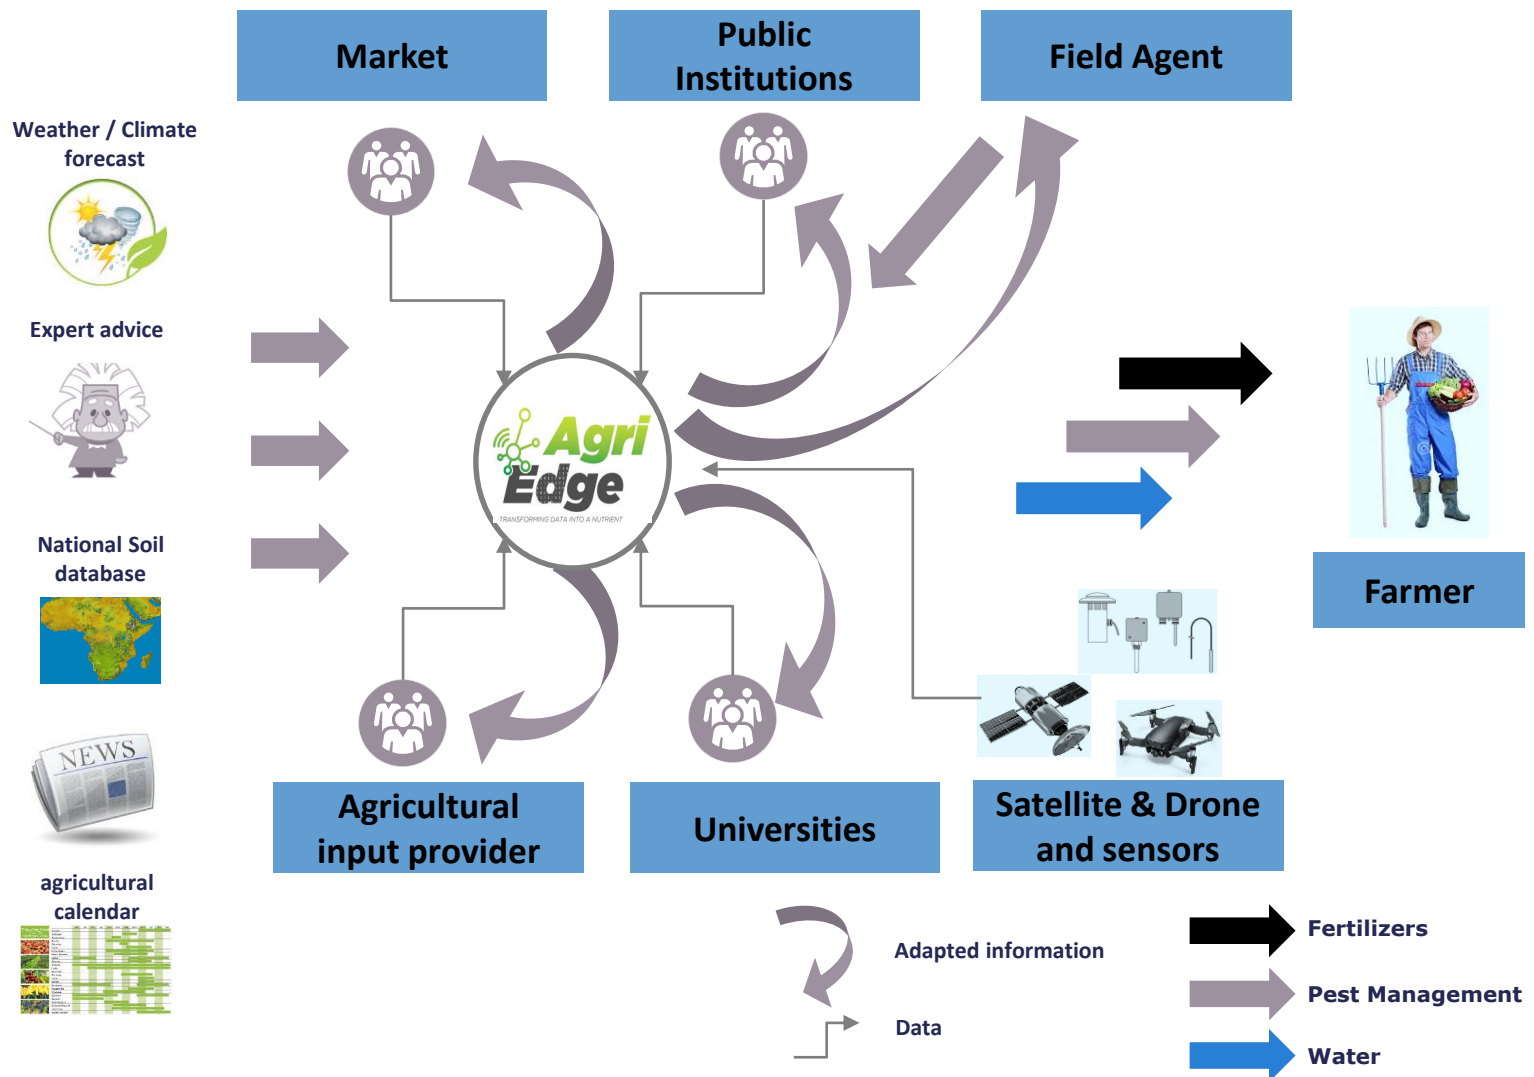 Market
Public
Institutions
Field Agent
Weather / Climate
forecast
Expert advice
National Soil
database
NEWS
agricultural
calendar
Agri
Edge
TRANSFORMING DATA INTO A NUTRIENT
Farmer
Agricultural
input provider
Universities
Satellite & Drone
and sensors
Adapted information
Data
Fertilizers
Pest Management
Water